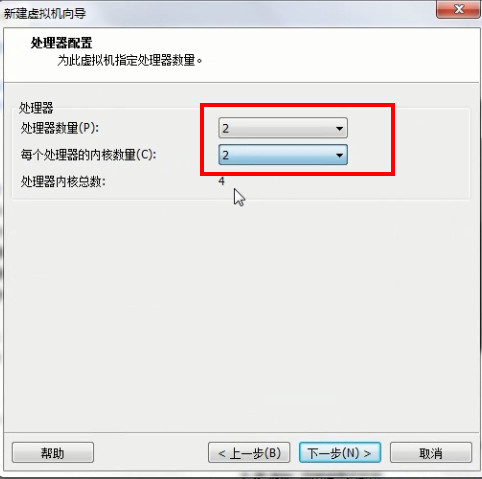 新建虚拟机向导
处理器配置
为此虚拟机指定处理器数量。
处理器
处理器数量(P): 2
每个处理器的内核数量(C): 2
处理器内核总数: 4
帮助 < 上一步(B) 下一步(N) > 取消